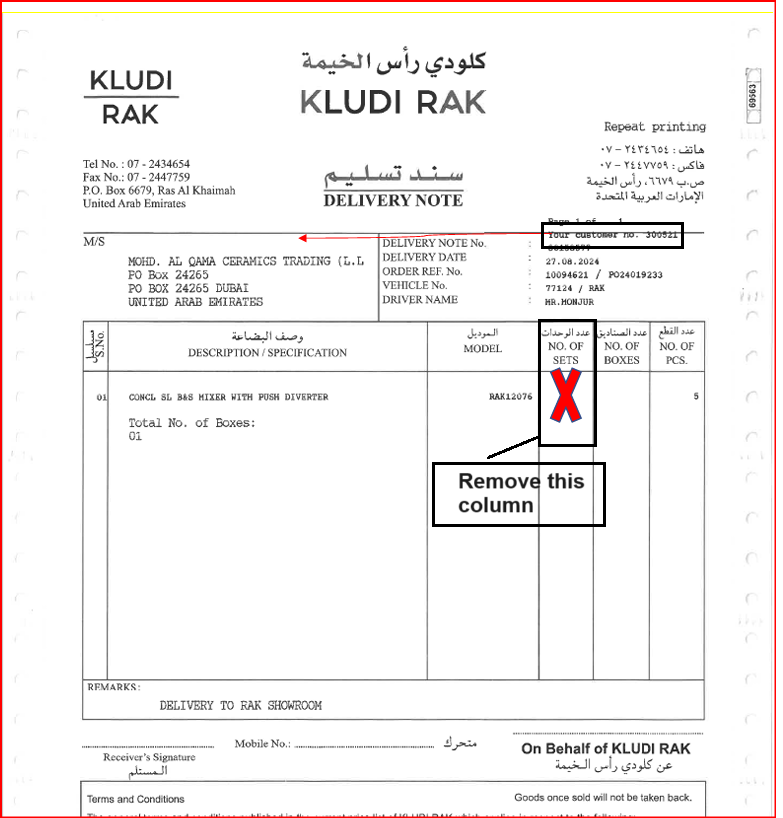 KLUDI
RAK
كلودي رأس الخيمة
KLUDI RAK
69563
Repeat printing
Tel No. : 07 - 2434654
Fax No.: 07 - 2447759
P.O. Box 6679, Ras Al Khaimah
United Arab Emirates
سند تسليم
DELIVERY NOTE
هاتف : ٢٤٣٤٦٥٤ – ٠٧
فاكس : ٢٤٤٧٧٥٩ – ٠٧
ص.ب ٦٦٧٩، رأس الخيمة
الإمارات العربية المتحدة
Page 1 of 1
Your customer no. 300521
M/S
MOHD. AL QAMA CERAMICS TRADING (L.L
PO Box 24265
PO BOX 24265 DUBAI
UNITED ARAB EMIRATES
DELIVERY NOTE No. :
DELIVERY DATE : 27.08.2024
ORDER REF. No. : 10094621 / PO24019233
VEHICLE No. : 77124 / RAK
DRIVER NAME : MR.MONJUR
مسلسل
S.No.
وصف البضاعة
DESCRIPTION / SPECIFICATION
الموديل
MODEL
عدد الوحدات
NO. OF
SETS
عدد الصناديق
NO. OF
BOXES
عدد القطع
NO. OF
PCS.
01 CONCL SL B&S MIXER WITH PUSH DIVERTER RAK12076 5
Total No. of Boxes:
01
Remove this
column
REMARKS:
DELIVERY TO RAK SHOWROOM
Receiver's Signature
المستلم
Mobile No.: متحرك
On Behalf of KLUDI RAK
عن كلودي رأس الخيمة
Terms and Conditions
Goods once sold will not be taken back.